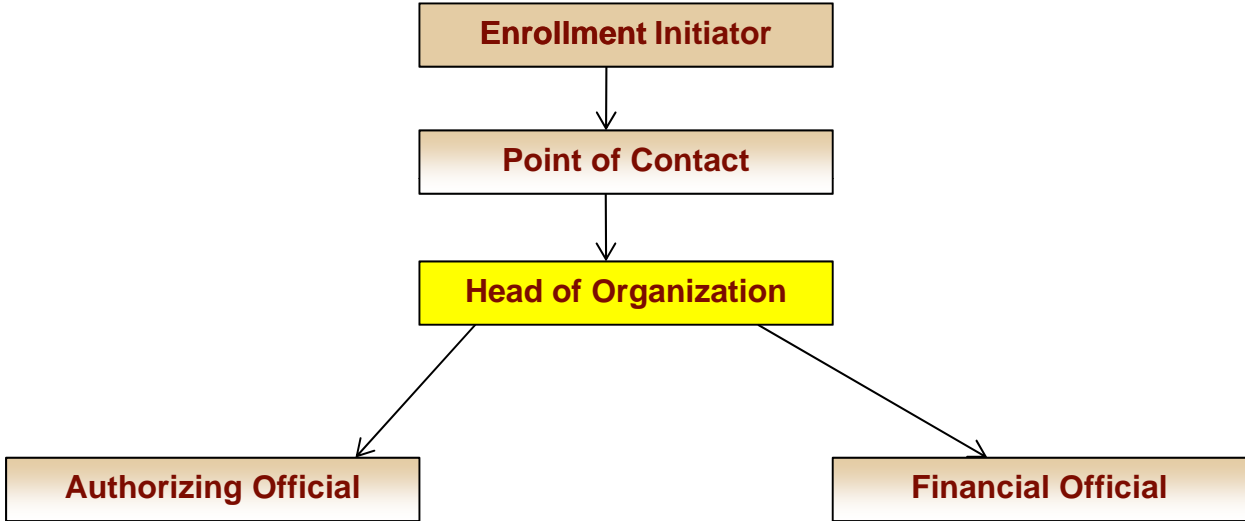 Enrollment Initiator
Point of Contact
Head of Organization
Authorizing Official
Financial Official